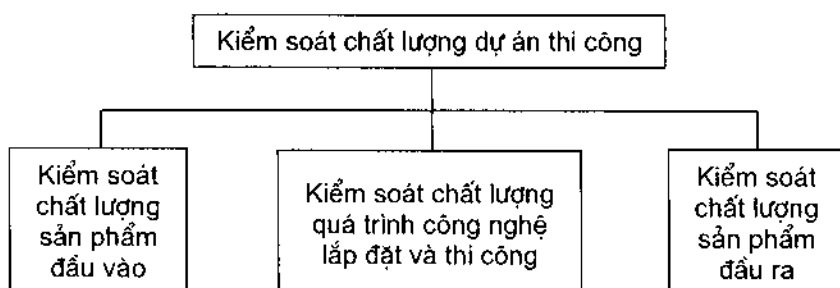 Kiểm soát chất lượng dự án thi công
Kiểm soát
chất lượng
sản phẩm
đầu vào
Kiểm soát chất lượng
quá trình công nghệ
lắp đặt và thi công
Kiểm soát
chất lượng
sản phẩm
đầu ra